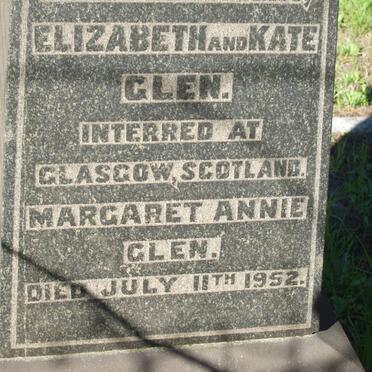 ELIZABETH AND KATE
GLEN.
INTERRED AT
GLASGOW, SCOTLAND.
MARGARET ANNIE
GLEN.
DIED JULY 11TH 1952.